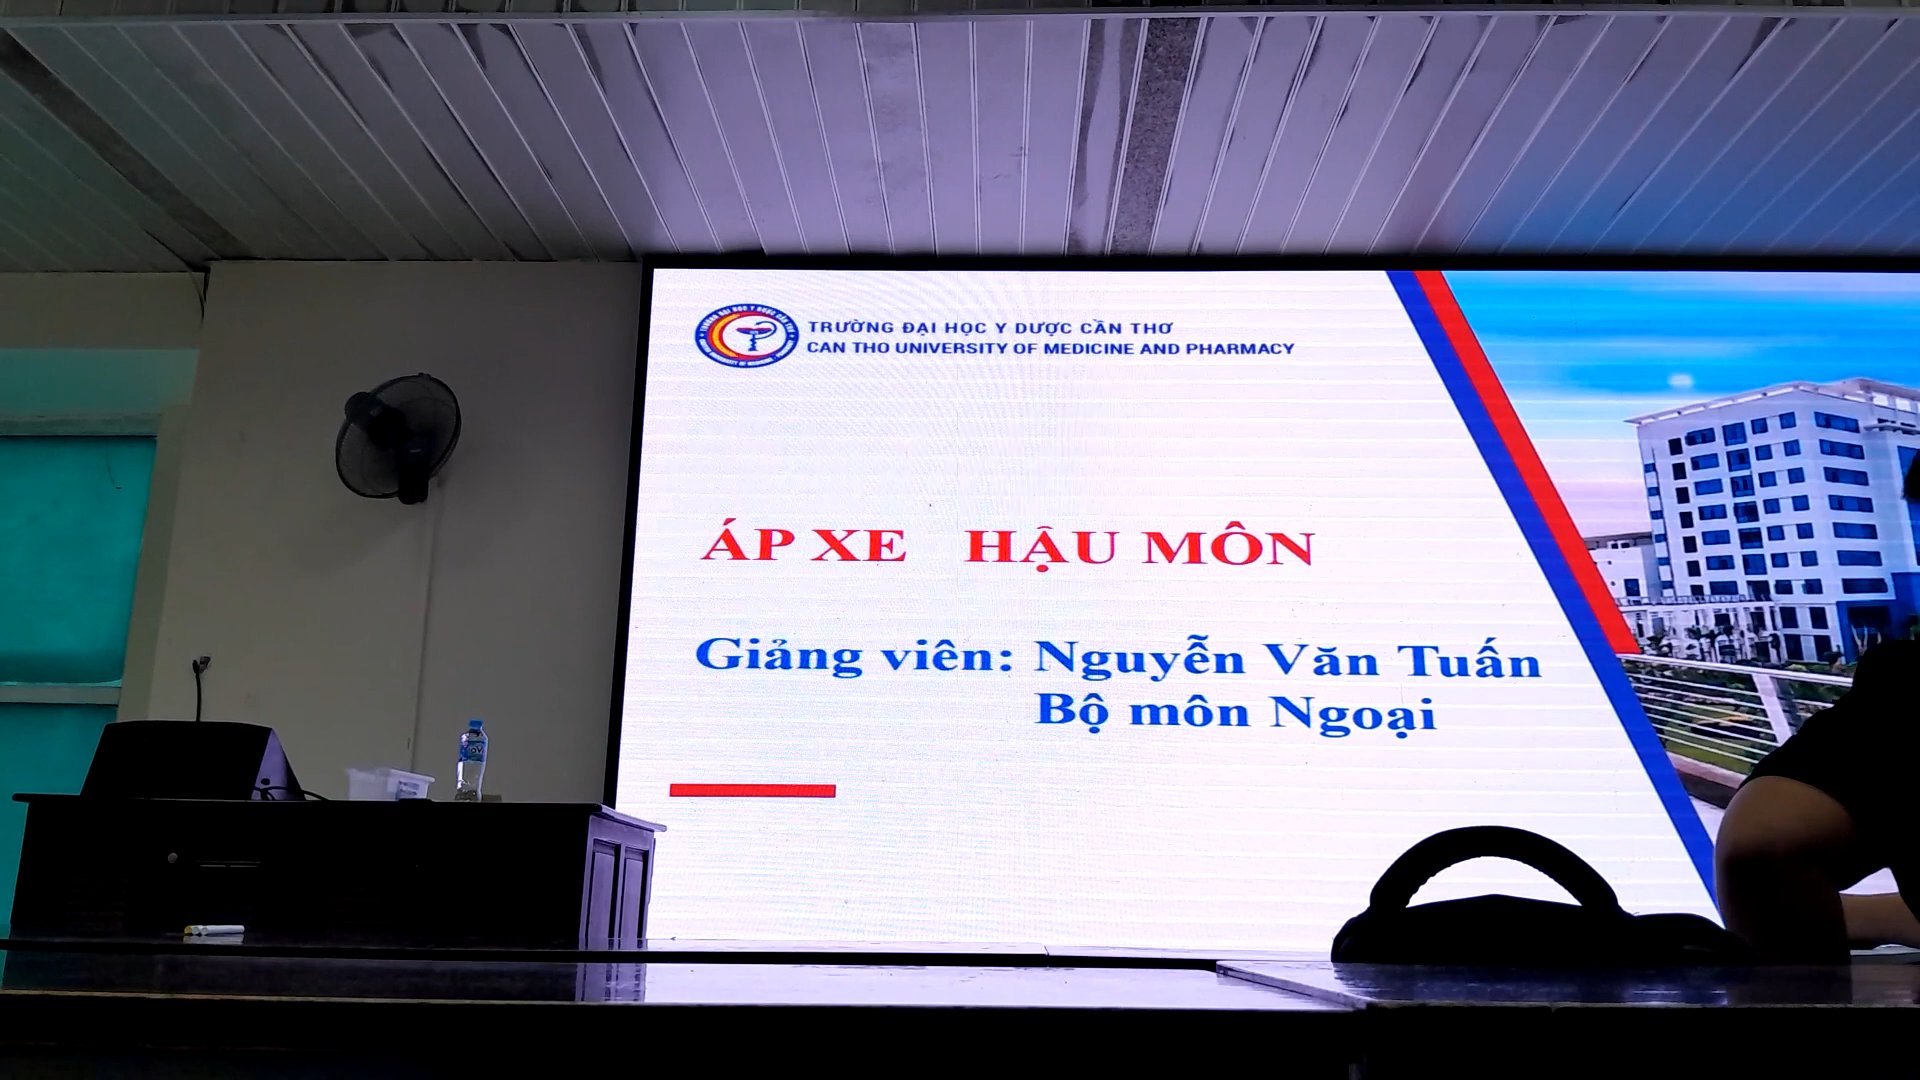 TRƯỜNG ĐẠI HỌC Y DƯỢC CẦN THƠ
CAN THO UNIVERSITY OF MEDICINE AND PHARMACY
ÁP XE HẬU MÔN
Giảng viên: Nguyễn Văn Tuấn
Bộ môn Ngoại